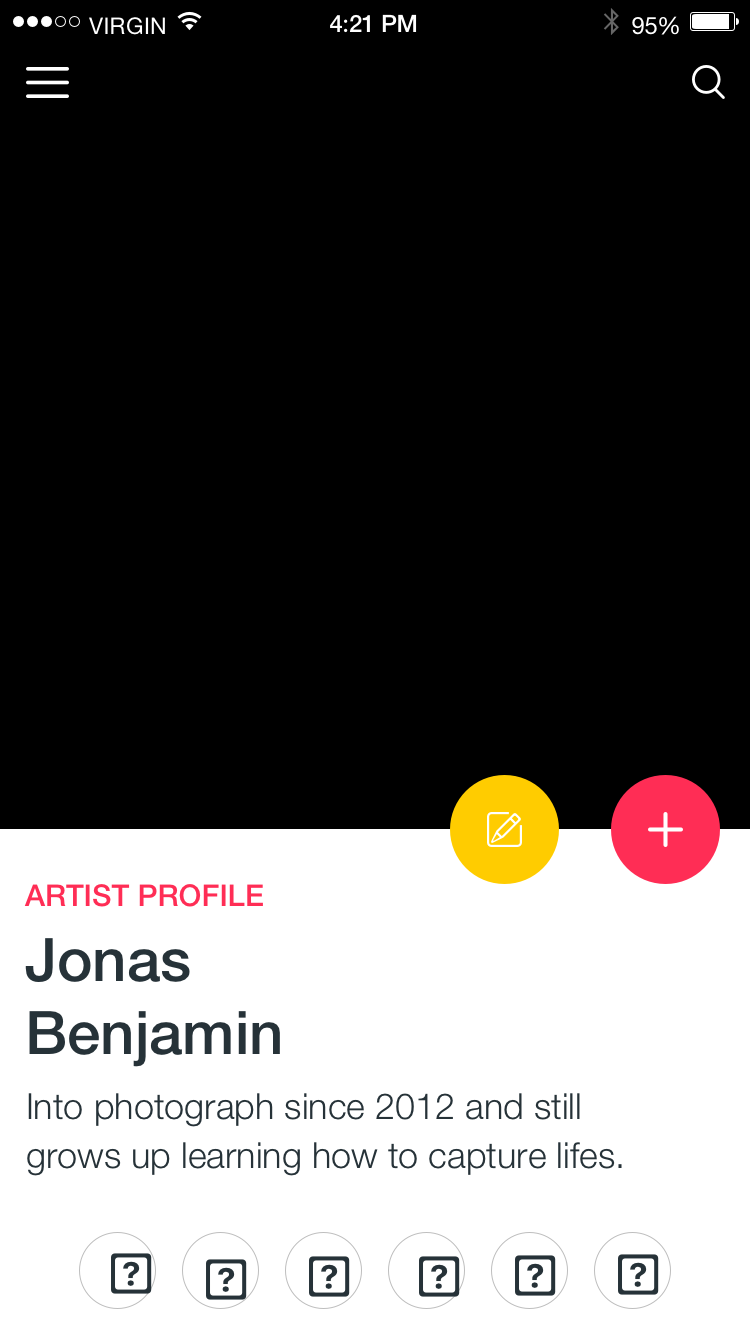 VIRGIN 4:21 PM 95%
ARTIST PROFILE
Jonas
Benjamin
Into photograph since 2012 and still
grows up learning how to capture lifes.
? ? ? ? ? ?